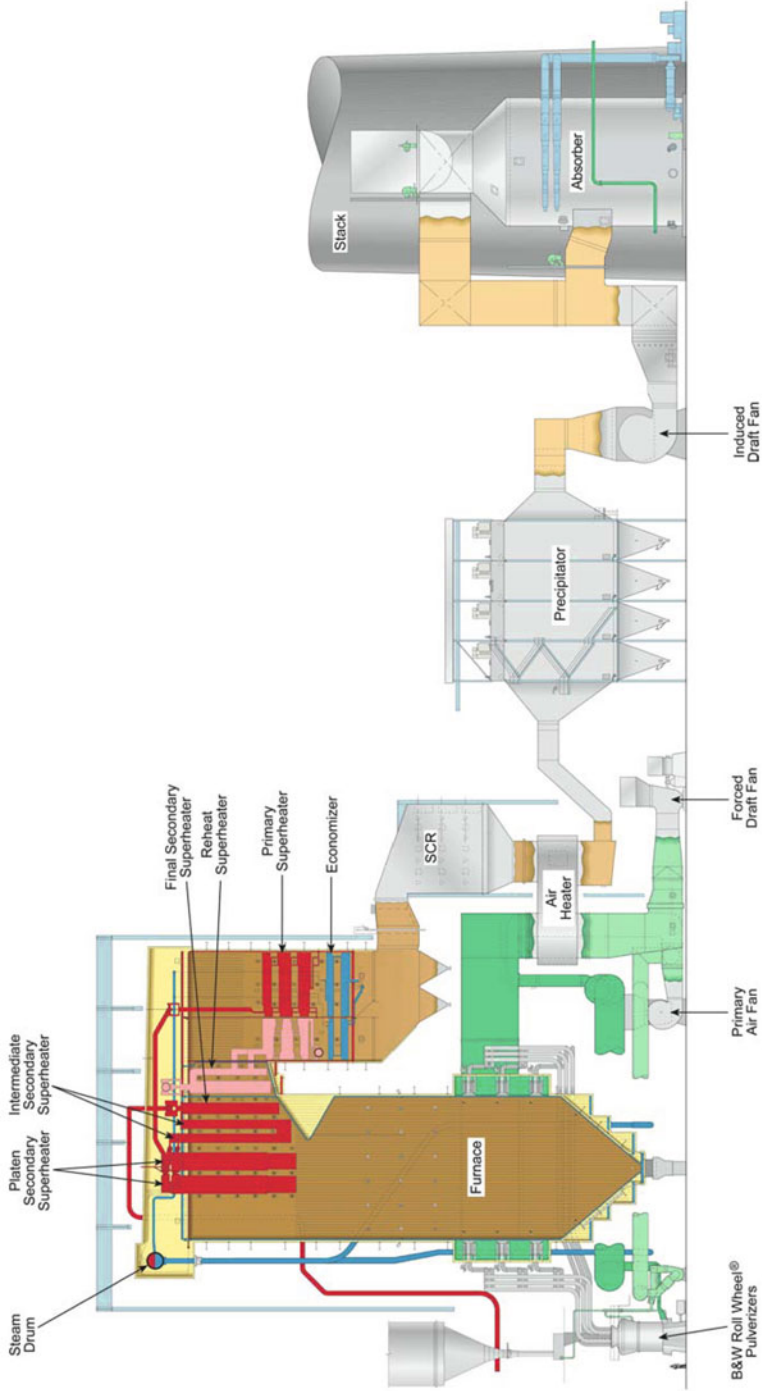 Steam
Drum
Platen
Secondary
Superheater
Intermediate
Secondary
Superheater
Final Secondary
Superheater
Reheat
Superheater
Primary
Superheater
Economizer
SCR
Air
Heater
Furnace
Precipitator
Stack
Absorber
B&W Roll Wheel®
Pulverizers
Primary
Air Fan
Forced
Draft Fan
Induced
Draft Fan